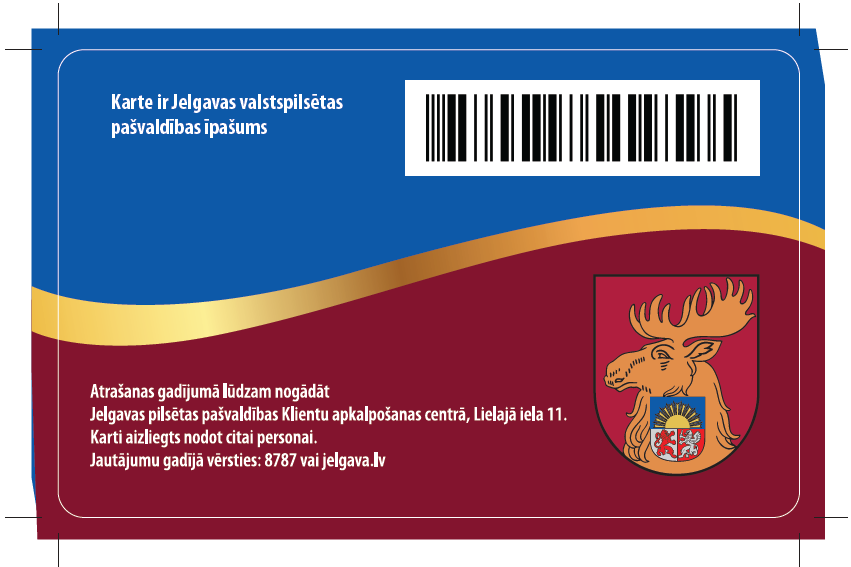 Karte ir Jelgavas valstspilsētas
pašvaldības īpašums
Atrašanas gadījumā lūdzam nogādāt
Jelgavas pilsētas pašvaldības Klientu apkalpošanas centrā, Lielajā iela 11.
Karti aizliegts nodot citai personai.
Jautājumu gadījā vērsties: 8787 vai jelgava.lv